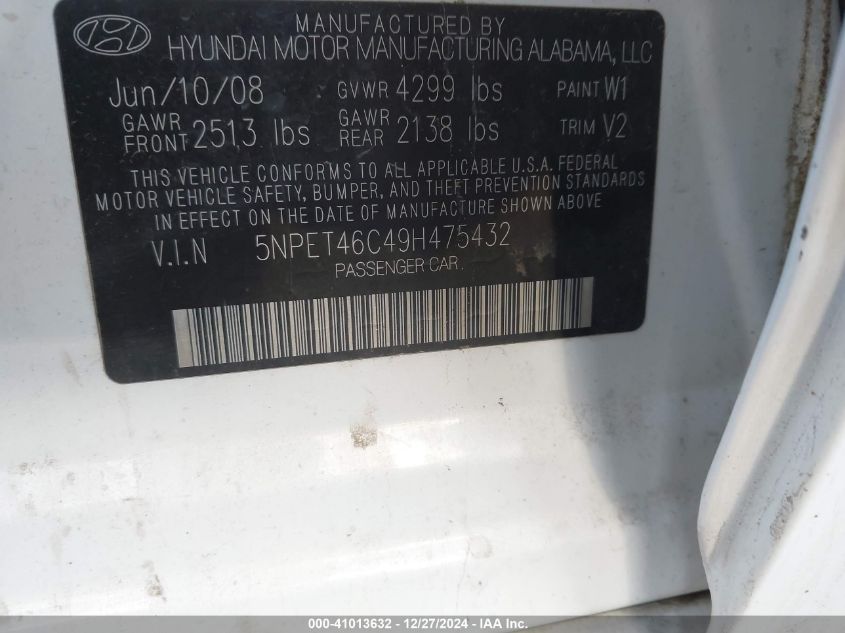 MANUFACTURED BY
HYUNDAI MOTOR MANUFACTURING ALABAMA, LLC
Jun/10/08 GVWR 4299 lbs PAINT W1
GAWR FRONT 2513 lbs GAWR REAR 2138 lbs TRIM V2
THIS VEHICLE CONFORMS TO ALL APPLICABLE U.S.A. FEDERAL
MOTOR VEHICLE SAFETY, BUMPER, AND THEFT PREVENTION STANDARDS
IN EFFECT ON THE DATE OF MANUFACTURE SHOWN ABOVE.
V.I.N 5NPET46C49H475432
PASSENGER CAR
000-41013632 - 12/27/2024 - IAA Inc.